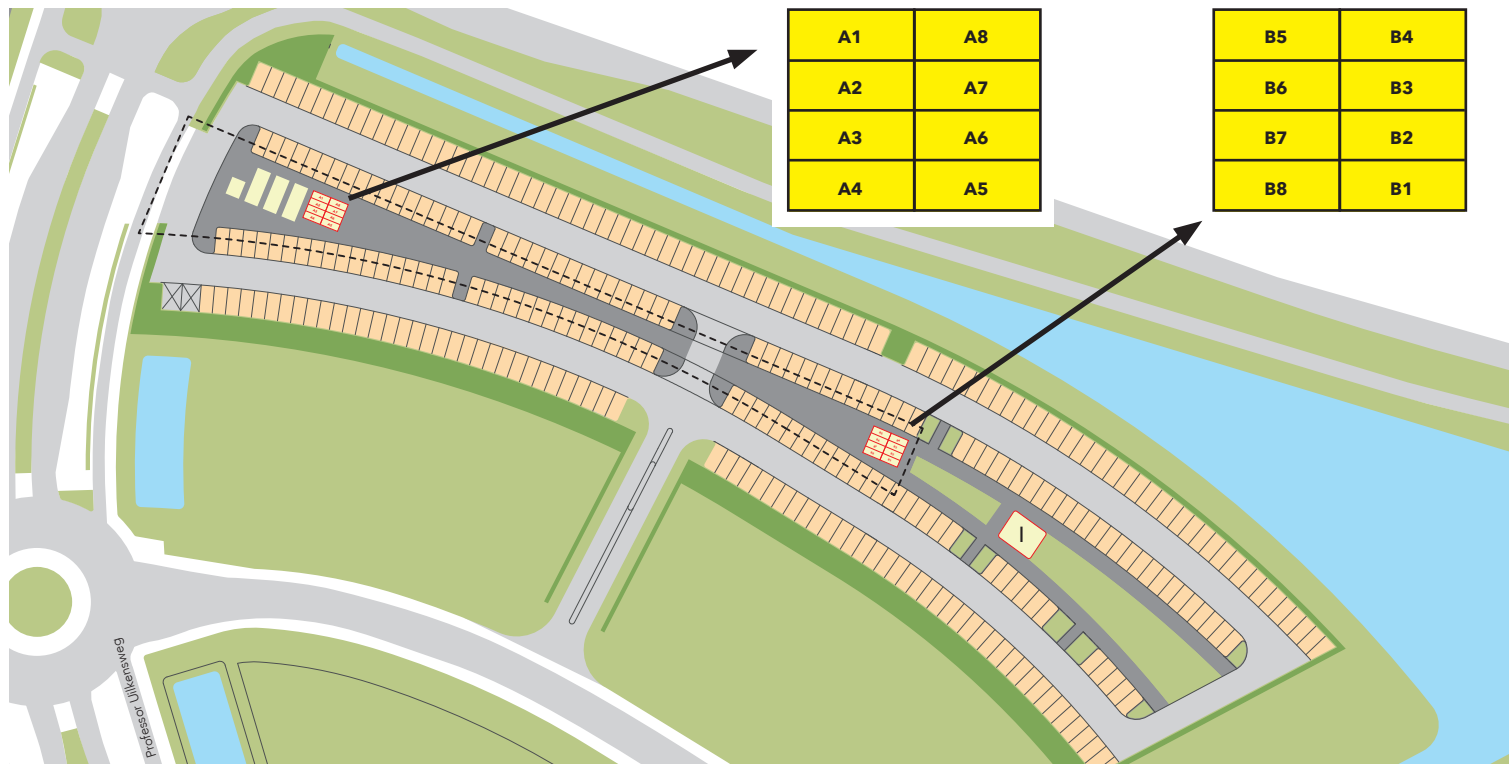 A1 A8
A2 A7
A3 A6
A4 A5
B5 B4
B6 B3
B7 B2
B8 B1
I
Professor Uilkensweg